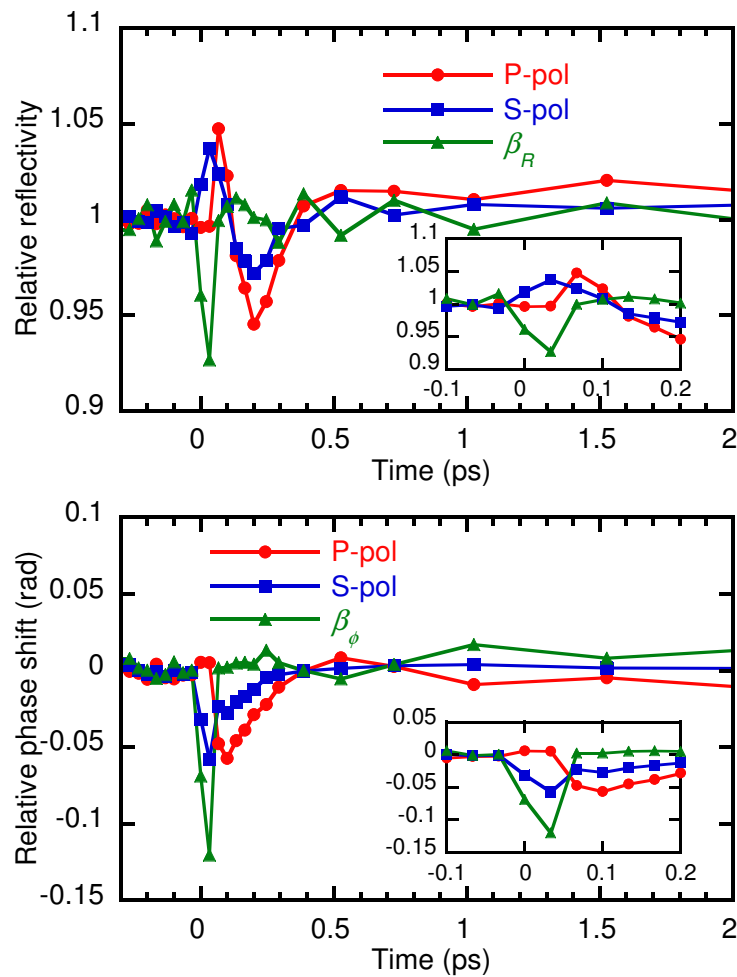 1.1
1.05
1
0.95
0.9
Relative reflectivity
P-pol
S-pol
β_R
1.1
1.05
1
0.95
0.9
-0.1 0 0.1 0.2
0 0.5 1 1.5 2
Time (ps)
0.1
0.05
0
-0.05
-0.1
-0.15
Relative phase shift (rad)
P-pol
S-pol
β_ϕ
0.05
0
-0.05
-0.1
-0.15
-0.1 0 0.1 0.2
0 0.5 1 1.5 2
Time (ps)